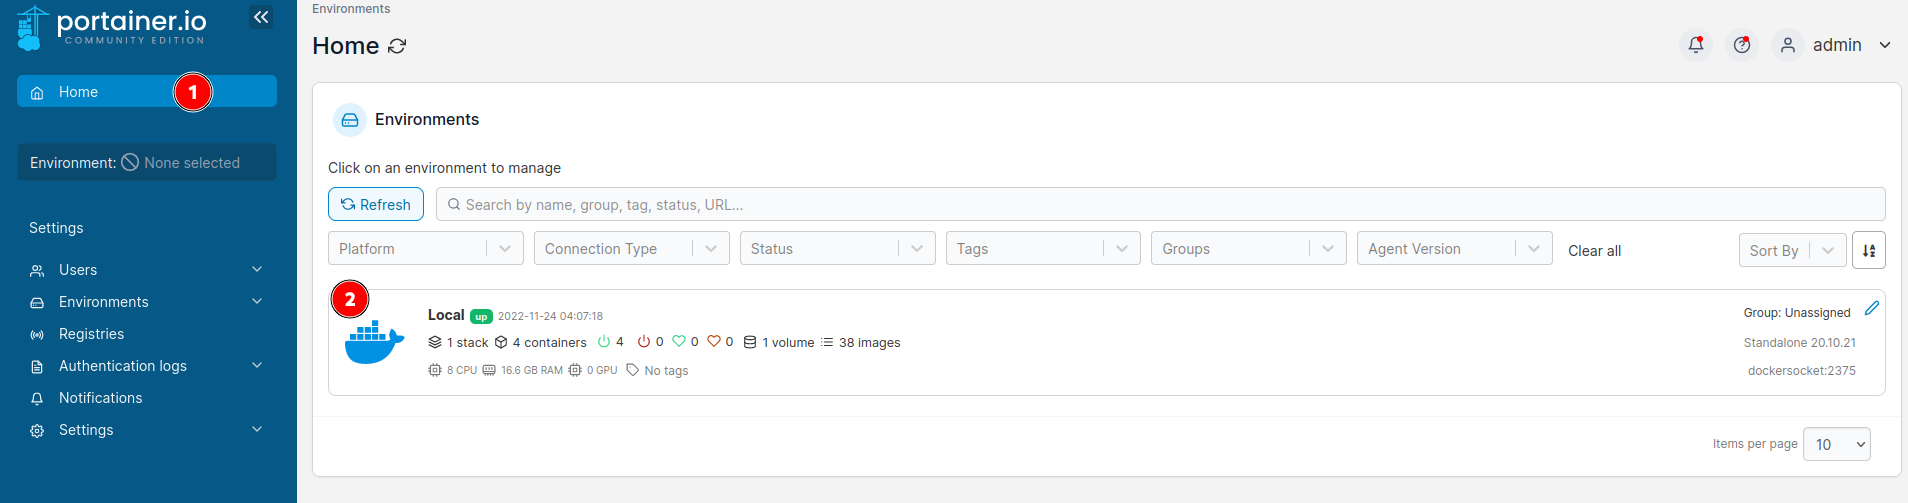 portainer.io
COMMUNITY EDITION
Home
1
Environment: None selected
Settings
Users
Environments
Registries
Authentication logs
Notifications
Settings
Environments
Home
admin
Environments
Click on an environment to manage
Refresh
Search by name, group, tag, status, URL...
Platform Connection Type Status Tags Groups Agent Version Clear all Sort By
2
Local up 2022-11-24 04:07:18 Group: Unassigned
1 stack 4 containers 4 0 0 0 1 volume 38 images Standalone 20.10.21
8 CPU 16.6 GB RAM 0 GPU No tags dockersocket:2375
Items per page 10